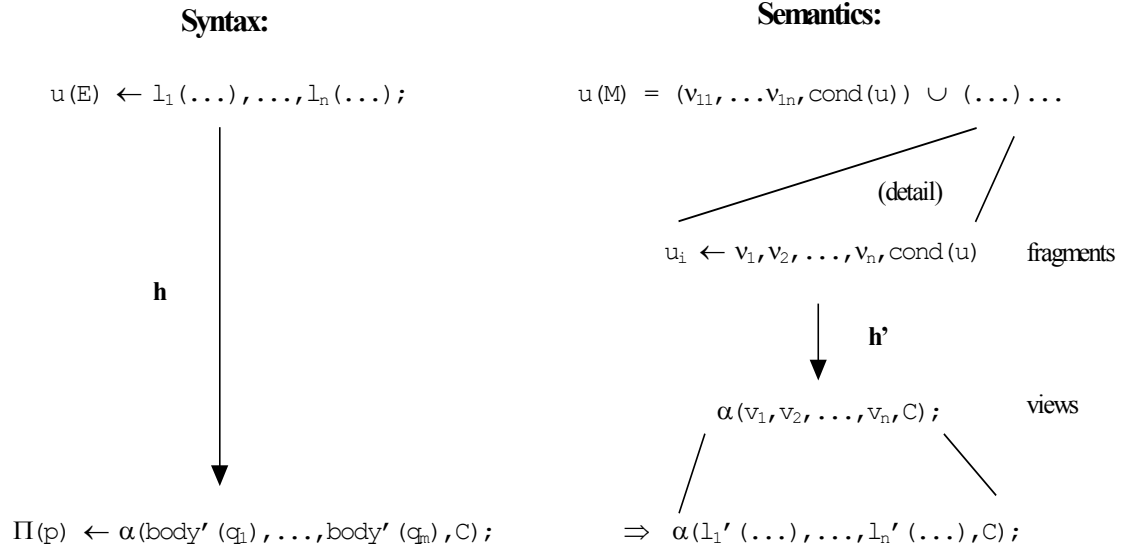 Syntax:
Semantics:
u(E) ← l₁(...),...,lₙ(...);
u(M) = (ν₁₁,...ν₁ₙ,cond(u)) ∪ (...)...
(detail)
uᵢ ← ν₁,ν₂,...,νₙ,cond(u)
fragments
h
h’
α(v₁,v₂,...,vₙ,C);
views
Π(p) ← α(body′(q₁),...,body′(qₘ),C);
⇒ α(l₁′(...),...,lₙ′(...),C);